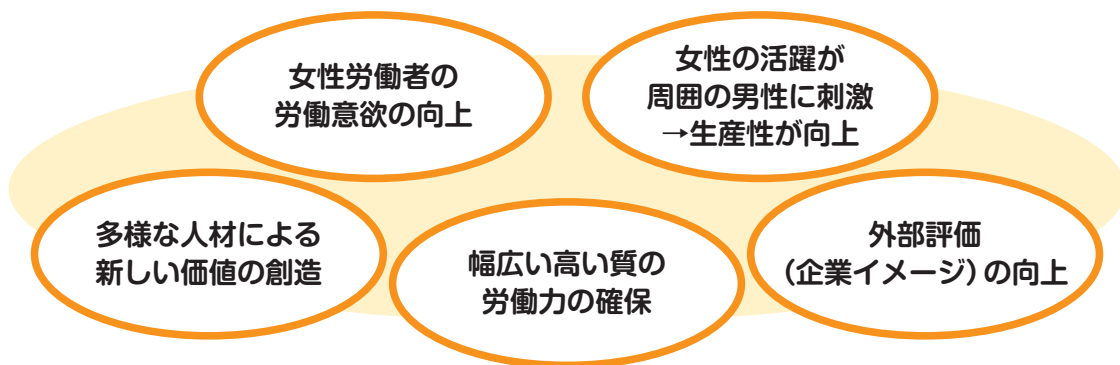 女性労働者の
労働意欲の向上
女性の活躍が
周囲の男性に刺激
→生産性が向上
多様な人材による
新しい価値の創造
幅広い高い質の
労働力の確保
外部評価
(企業イメージ)の向上